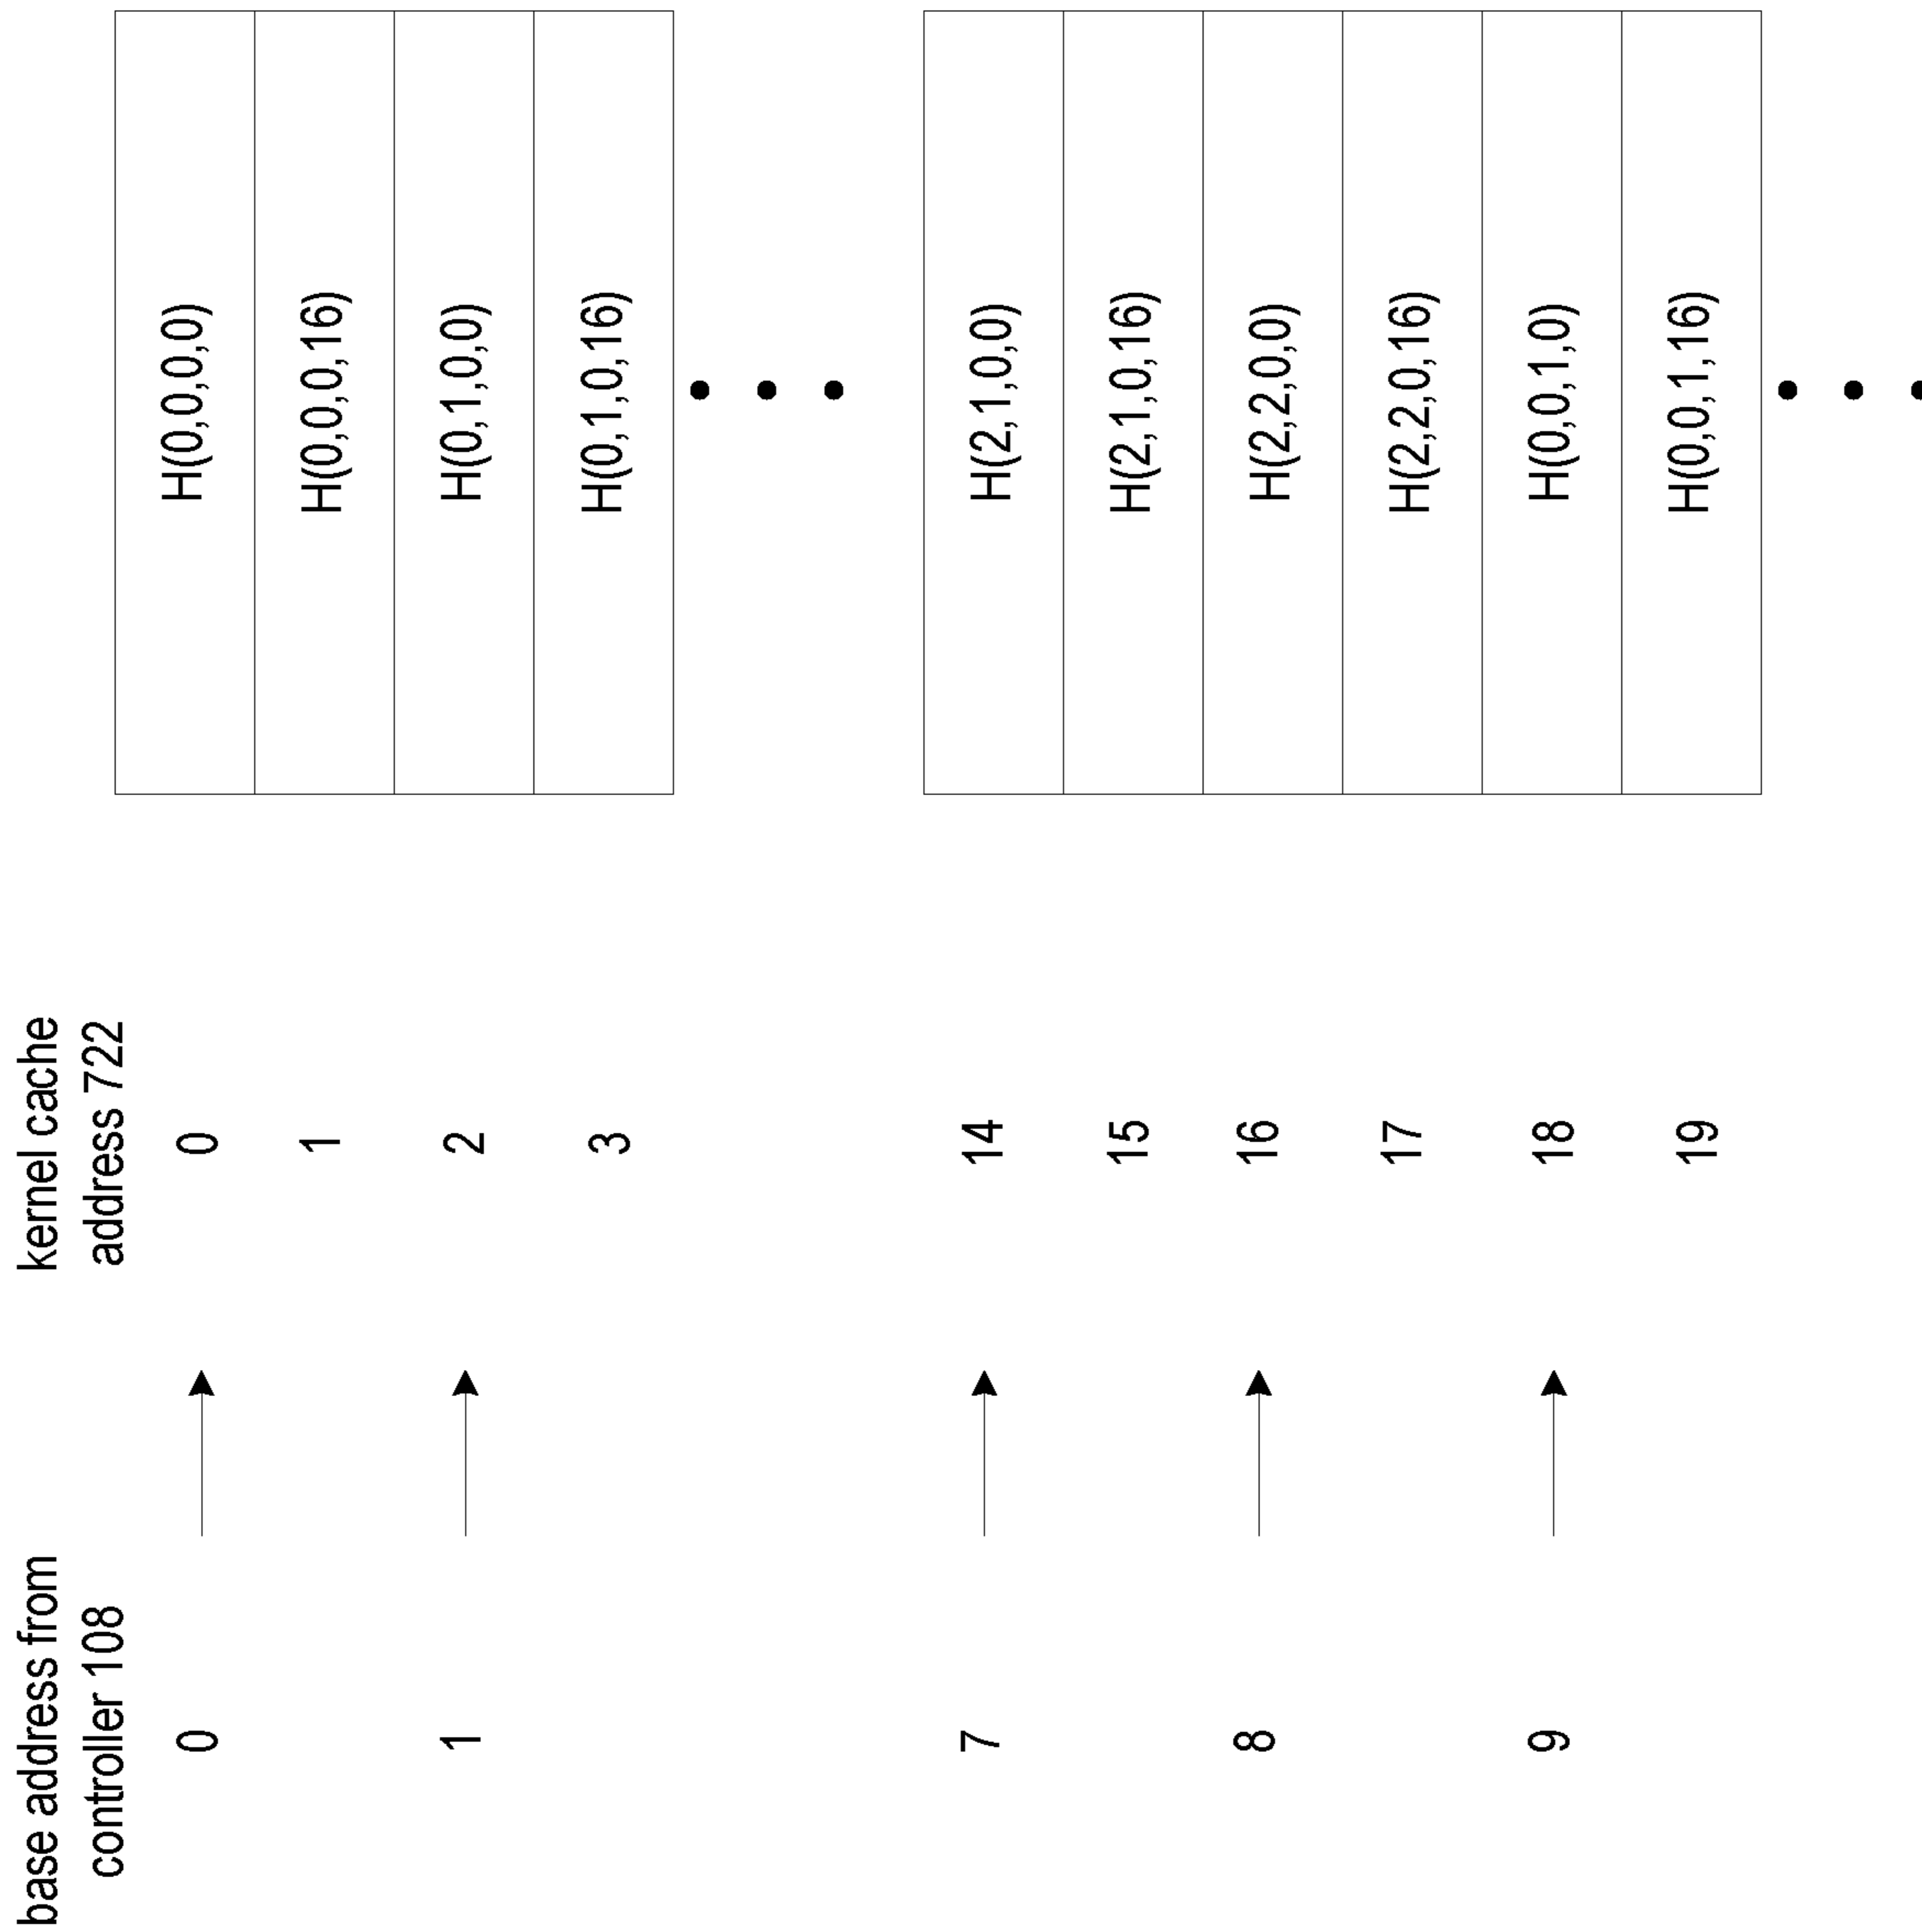 base address from
controller 108
kernel cache
address 722
0 0 H(0,0,0,0)
1 H(0,0,0,16)
1 2 H(0,1,0,0)
3 H(0,1,0,16)
7 14 H(2,1,0,0)
15 H(2,1,0,16)
8 16 H(2,2,0,0)
17 H(2,2,0,16)
9 18 H(0,0,1,0)
19 H(0,0,1,16)